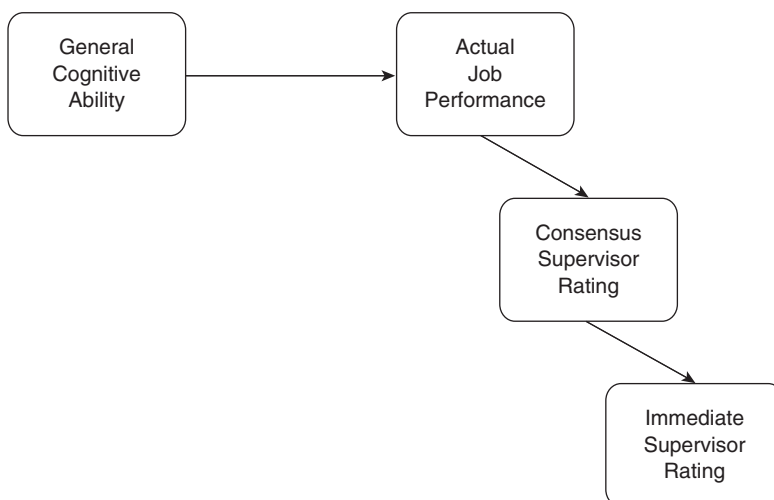 General
Cognitive
Ability
Actual
Job
Performance
Consensus
Supervisor
Rating
Immediate
Supervisor
Rating